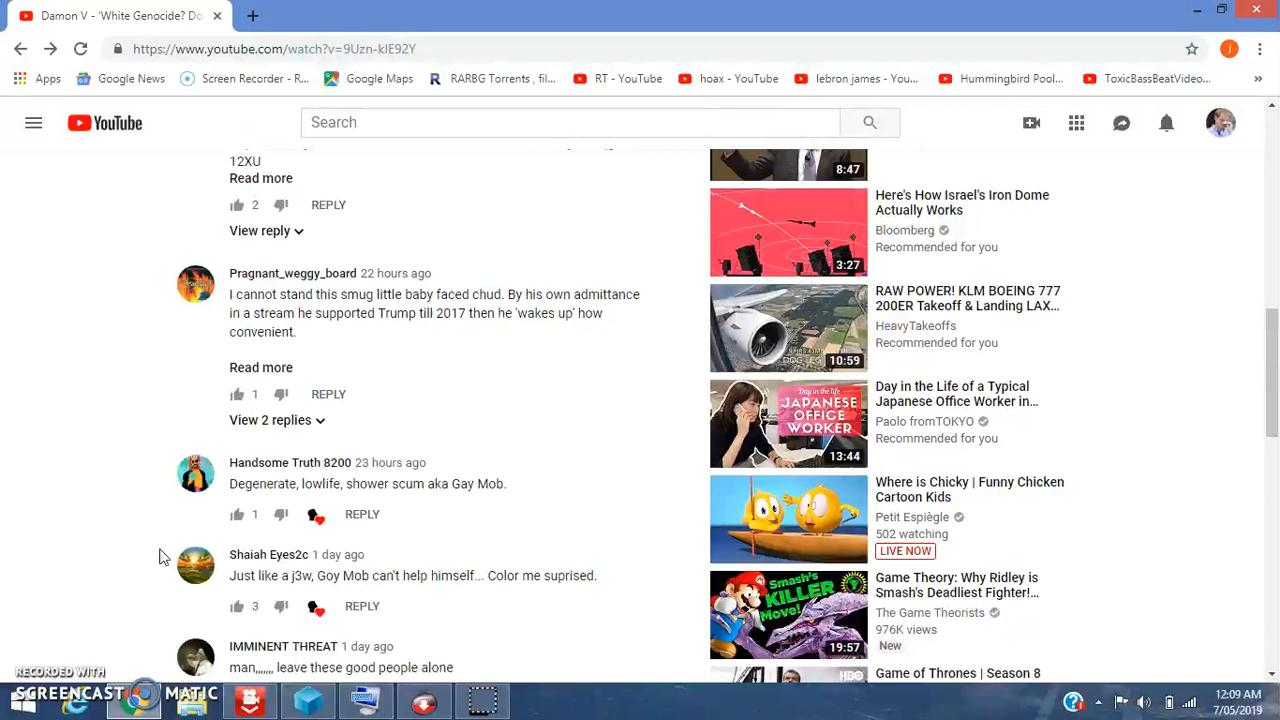 Damon V - 'White Genocide? Do
https://www.youtube.com/watch?v=9Uzn-kIE92Y
j
Apps
Google News
Screen Recorder - R...
Google Maps
R
RARBG Torrents , fil...
RT - YouTube
hoax - YouTube
lebron james - You...
Hummingbird Pool...
ToxicBassBeatVideo...
»
YouTube
Search
12XU
Read more
2
REPLY
View reply
Pragnant_weggy_board 22 hours ago
I cannot stand this smug little baby faced chud. By his own admittance
in a stream he supported Trump till 2017 then he 'wakes up' how
convenient.
Read more
1
REPLY
View 2 replies
Handsome Truth 8200 23 hours ago
Degenerate, lowlife, shower scum aka Gay Mob.
1
REPLY
Shaiah Eyes2c 1 day ago
Just like a j3w, Goy Mob can't help himself... Color me suprised.
3
REPLY
IMMINENT THREAT 1 day ago
man,,,,,, leave these good people alone
8:47
Here's How Israel's Iron Dome
Actually Works
Bloomberg
Recommended for you
3:27
RAW POWER! KLM BOEING 777
200ER Takeoff & Landing LAX...
HeavyTakeoffs
Recommended for you
DOG LEG
10:59
Day in the Life of a Typical
Japanese Office Worker in...
Paolo fromTOKYO
Recommended for you
Day in the life
JAPANESE
OFFICE
WORKER
13:44
Where is Chicky | Funny Chicken
Cartoon Kids
Petit Espiègle
502 watching
LIVE NOW
Game Theory: Why Ridley is
Smash's Deadliest Fighter!...
The Game Theorists
976K views
New
Smash's
KILLER
Move!
19:57
HBO
Game of Thrones | Season 8
RECORDED WITH
SCREENCAST MATIC
12:09 AM
7/05/2019